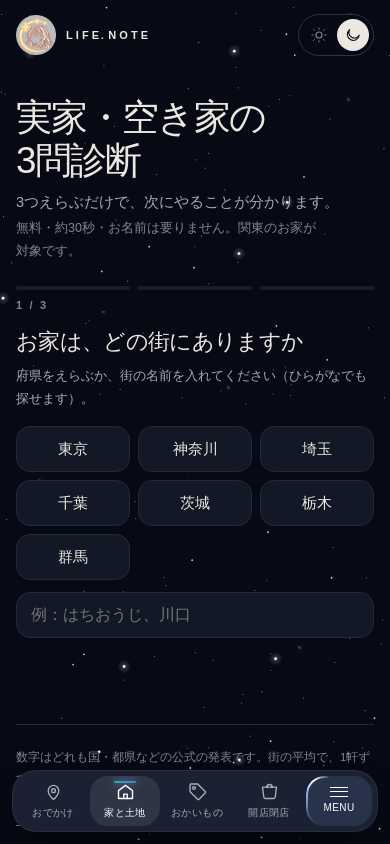 LIFE.NOTE
実家・空き家の
3問診断
3つえらぶだけで、次にやることが分かります。
無料・約30秒・お名前は要りません。関東のお家が
対象です。
1 / 3
お家は、どの街にありますか
府県をえらぶか、街の名前を入れてください（ひらがなでも
探せます）。
東京 神奈川 埼玉
千葉 茨城 栃木
群馬
例：はちおうじ、川口
数字はどれも国・都県などの公式の発表です。街の平均で、1軒ず
おでかけ 家と土地 おかいもの 開店閉店 MENU